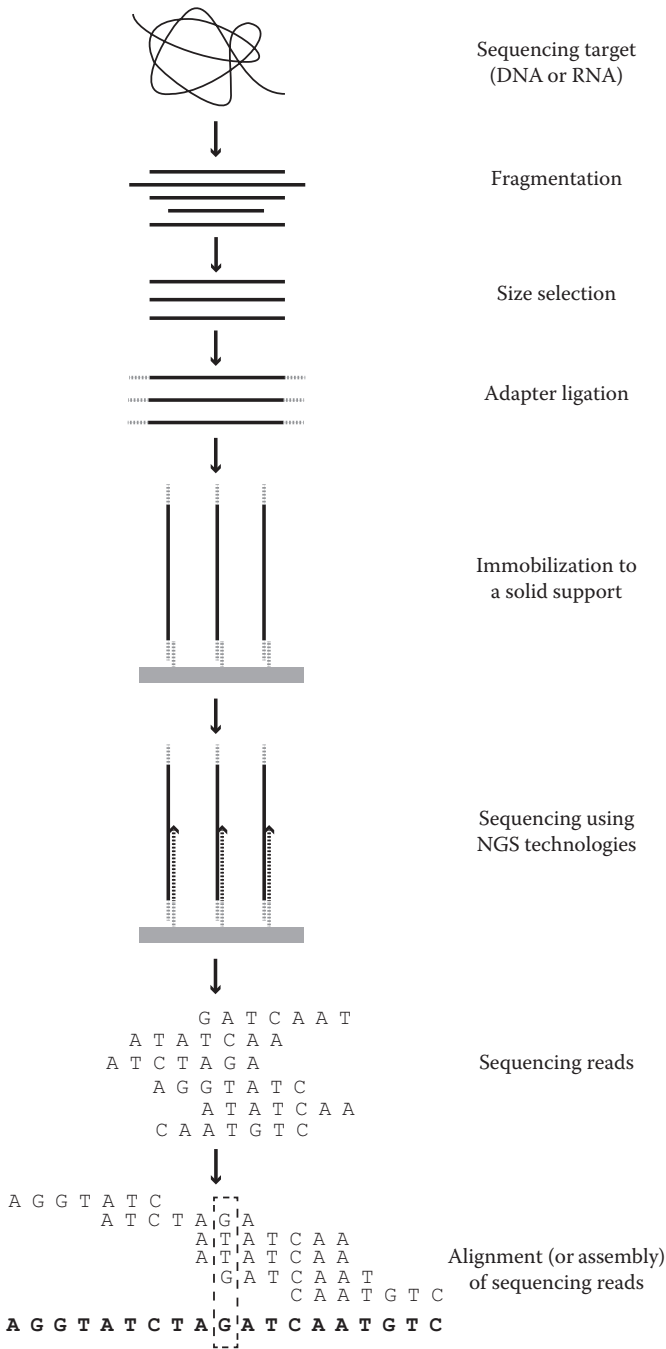 Sequencing target
(DNA or RNA)
Fragmentation
Size selection
Adapter ligation
Immobilization to
a solid support
Sequencing using
NGS technologies
G A T C A A T
A T A T C A A
A T C T A G A
A G G T A T C
A T A T C A A
C A A T G T C
Sequencing reads
A G G T A T C
A T C T A G A
A T A T C A A
A T A T C A A
G A T C A A T
C A A T G T C
A G G T A T C T A G A T C A A T G T C
Alignment (or assembly)
of sequencing reads